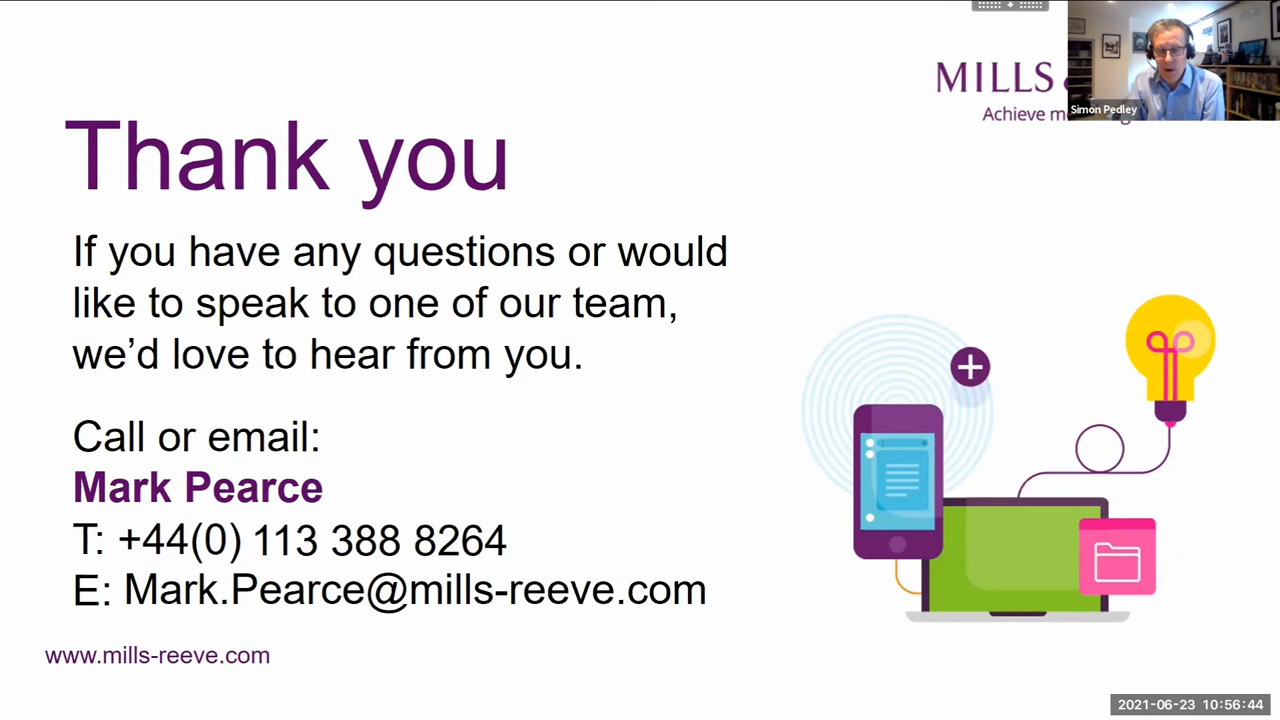 MILLS
Achieve m
Simon Pedley
Thank you
If you have any questions or would
like to speak to one of our team,
we’d love to hear from you.
Call or email:
Mark Pearce
T: +44(0) 113 388 8264
E: Mark.Pearce@mills-reeve.com
www.mills-reeve.com
2021-06-23 10:56:44